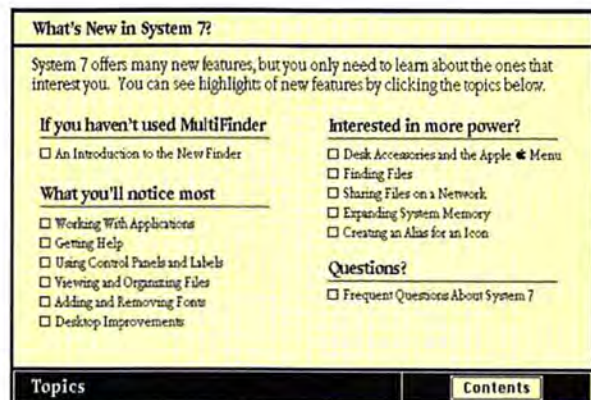 What's New in System 7?
System 7 offers many new features, but you only need to learn about the ones that
interest you. You can see highlights of new features by clicking the topics below.
If you haven't used MultiFinder
☐ An Introduction to the New Finder
What you'll notice most
☐ Working With Applications
☐ Getting Help
☐ Using Control Panels and Labels
☐ Viewing and Organizing Files
☐ Adding and Removing Fonts
☐ Desktop Improvements
Interested in more power?
☐ Desk Accessories and the Apple  Menu
☐ Finding Files
☐ Sharing Files on a Network
☐ Expanding System Memory
☐ Creating an Alias for an Icon
Questions?
☐ Frequent Questions About System 7
Topics
Contents